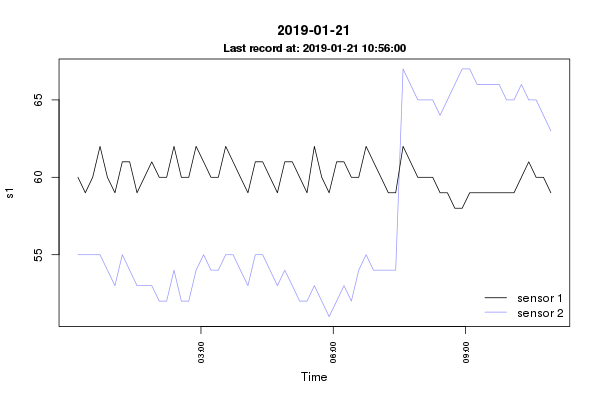 2019-01-21
Last record at: 2019-01-21 10:56:00
65
60
55
s1
sensor 1
sensor 2
03:00
06:00
09:00
Time